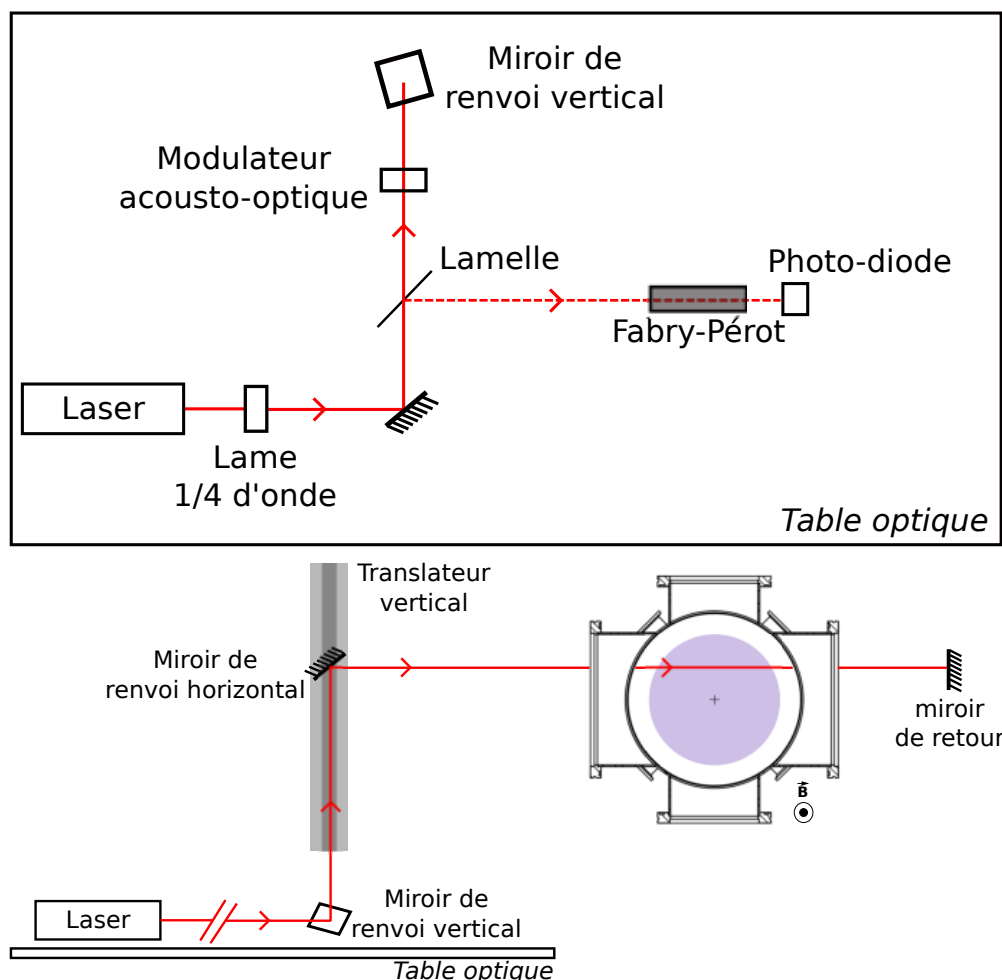 Miroir de
renvoi vertical
Modulateur
acousto-optique
Lamelle
Photo-diode
Fabry-Pérot
Laser
Lame
1/4 d'onde
Table optique
Translateur
vertical
Miroir de
renvoi horizontal
miroir
de retour
B
Laser
Miroir de
renvoi vertical
Table optique